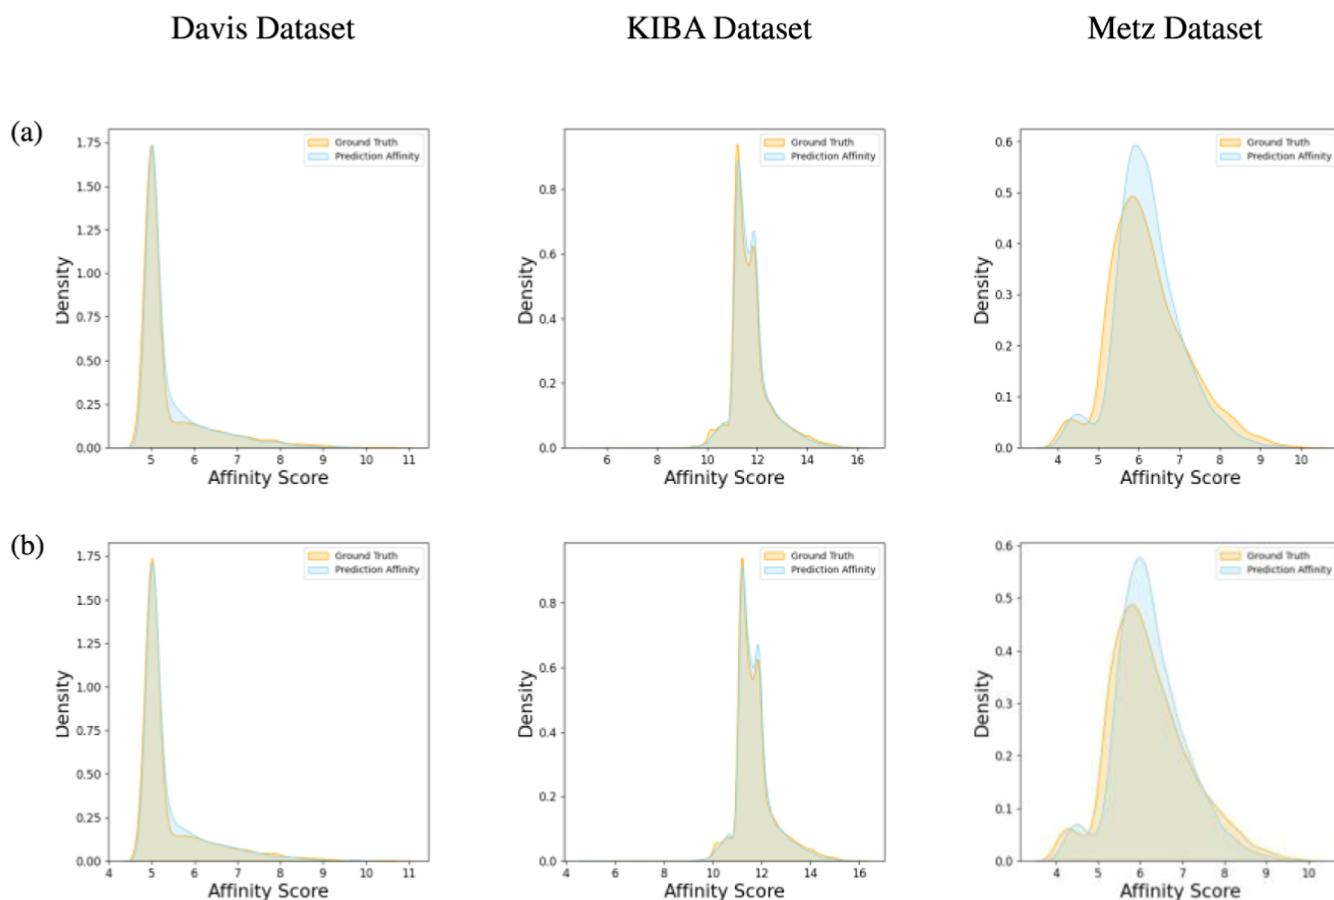 Davis Dataset
KIBA Dataset
Metz Dataset
(a)
Density
1.75
1.50
1.25
1.00
0.75
0.50
0.25
0.00
Ground Truth
Prediction Affinity
5 6 7 8 9 10 11
Affinity Score
Density
0.8
0.6
0.4
0.2
0.0
Ground Truth
Prediction Affinity
6 8 10 12 14 16
Affinity Score
Density
0.6
0.5
0.4
0.3
0.2
0.1
0.0
Ground Truth
Prediction Affinity
4 5 6 7 8 9 10
Affinity Score
(b)
Density
1.75
1.50
1.25
1.00
0.75
0.50
0.25
0.00
Ground Truth
Prediction Affinity
4 5 6 7 8 9 10 11
Affinity Score
Density
0.8
0.6
0.4
0.2
0.0
Ground Truth
Prediction Affinity
4 6 8 10 12 14 16
Affinity Score
Density
0.6
0.5
0.4
0.3
0.2
0.1
0.0
Ground Truth
Prediction Affinity
4 5 6 7 8 9 10
Affinity Score